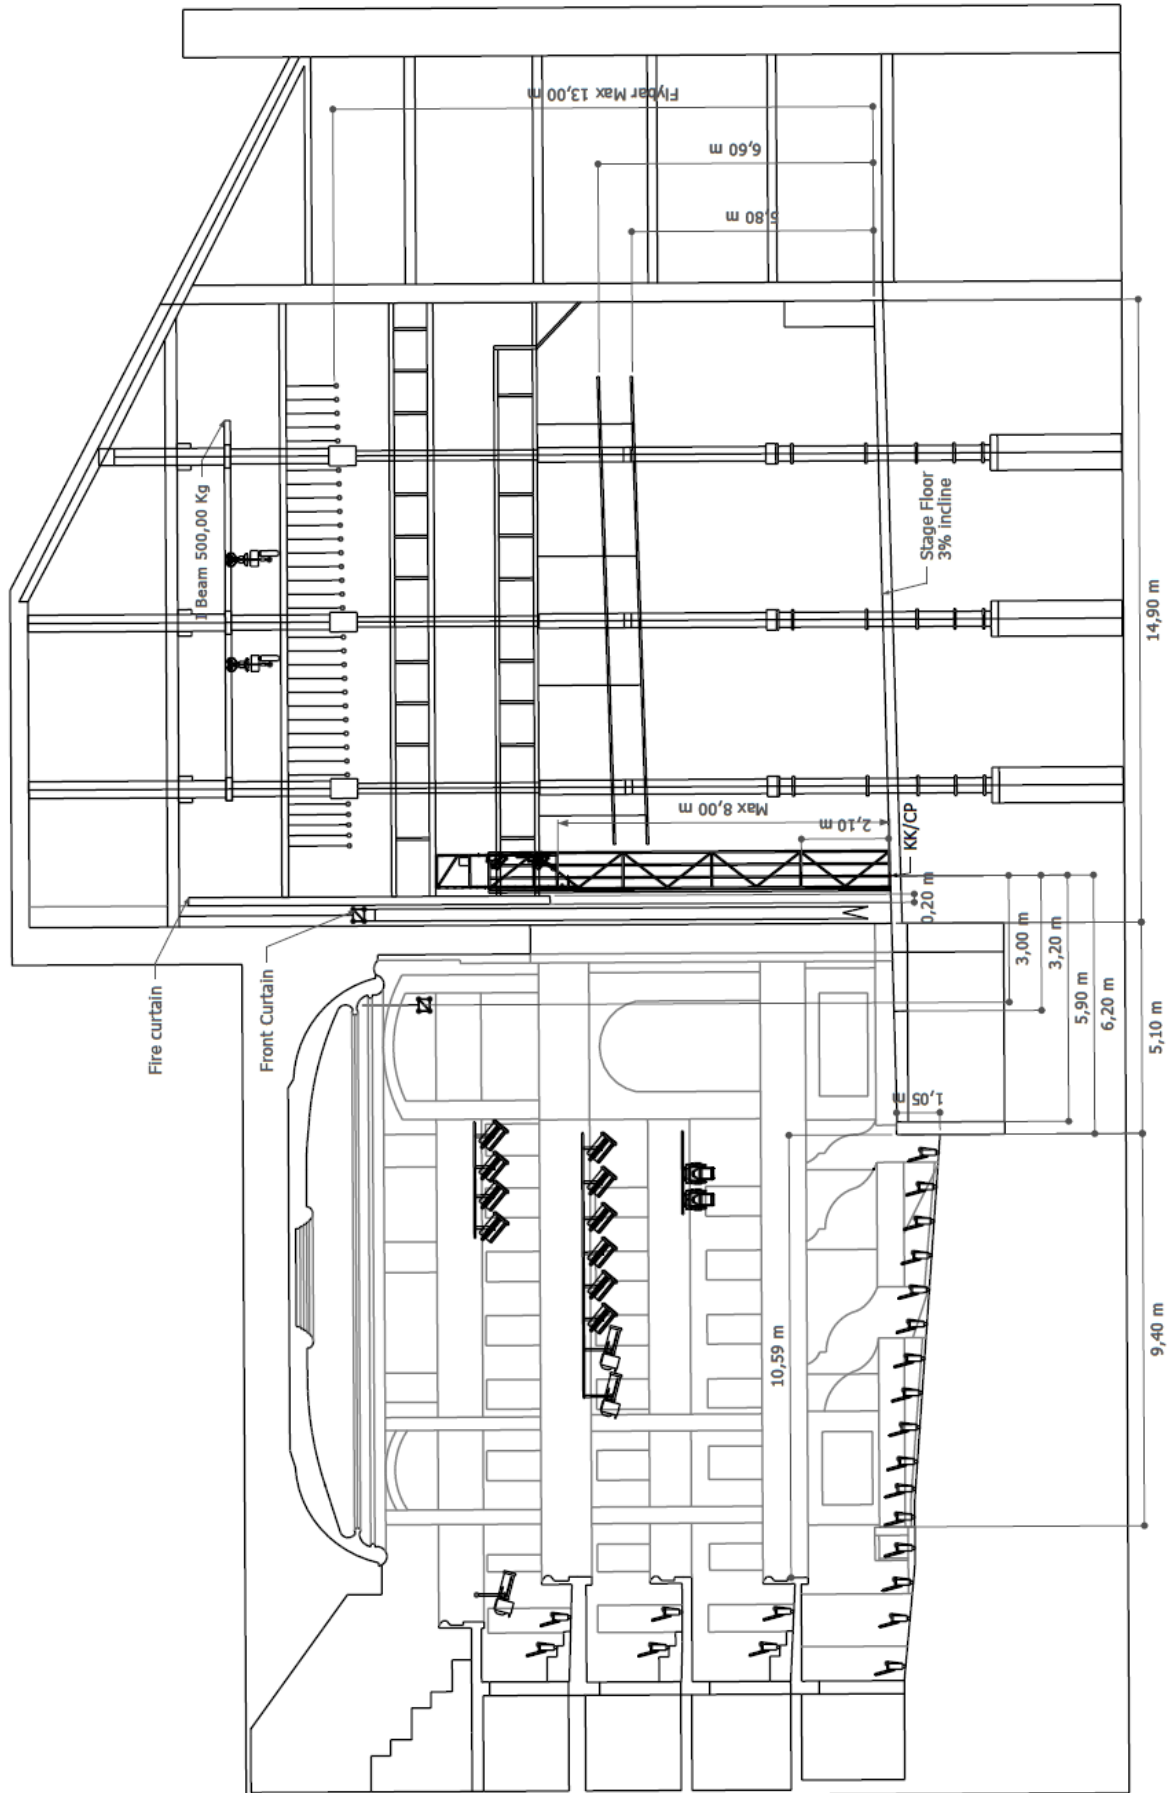 Flybar Max 13,00 m
6,60 m
5,80 m
I Beam 500,00 Kg
Stage Floor
3% incline
14,90 m
Max 8,00 m
2,10 m
KK/CP
0,20 m
3,00 m
3,20 m
5,90 m
6,20 m
5,10 m
Fire curtain
Front Curtain
1,05 m
10,59 m
9,40 m